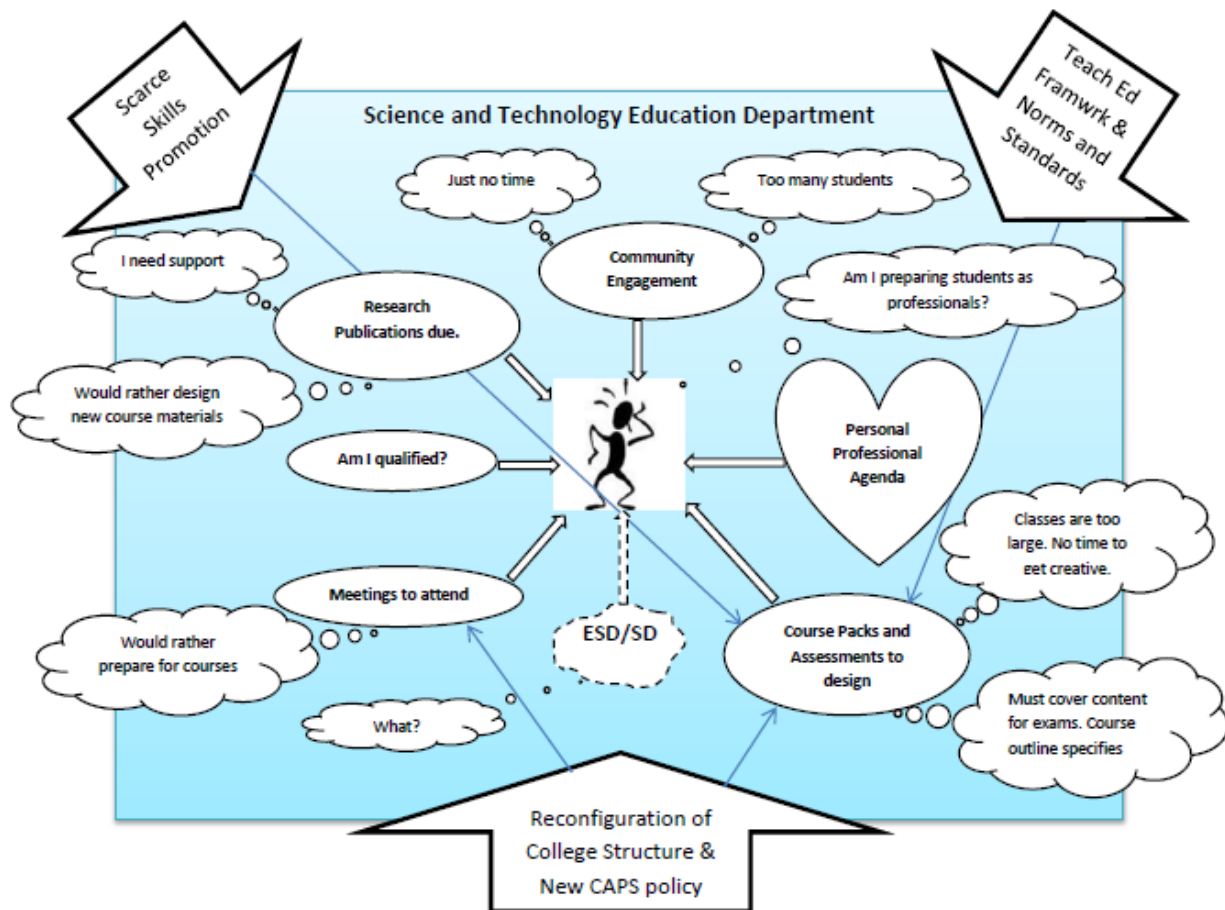 Scarce
Skills
Promotion
Teach Ed
Framwrk &
Norms and
Standards
Science and Technology Education Department
Just no time
Too many students
I need support
Community
Engagement
Am I preparing students as
professionals?
Research
Publications due.
Would rather design
new course materials
Personal
Professional
Agenda
Am I qualified?
Classes are too
large. No time to
get creative.
Meetings to attend
ESD/SD
Course Packs and
Assessments to
design
Would rather
prepare for courses
What?
Must cover content
for exams. Course
outline specifies
Reconfiguration of
College Structure &
New CAPS policy